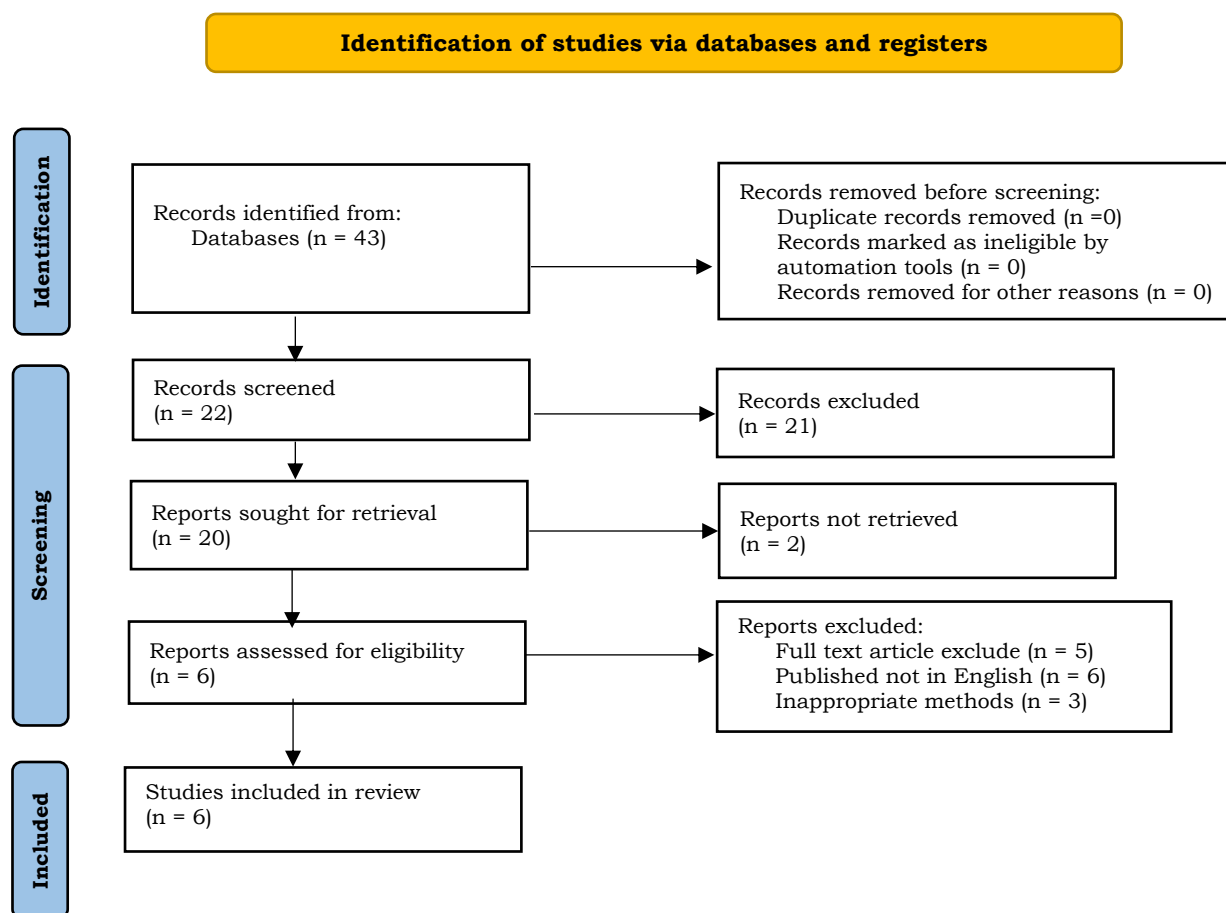 Identification of studies via databases and registers
Identification
Records identified from:
Databases (n = 43)
Records removed before screening:
Duplicate records removed (n =0)
Records marked as ineligible by
automation tools (n = 0)
Records removed for other reasons (n = 0)
Screening
Records screened
(n = 22)
Records excluded
(n = 21)
Reports sought for retrieval
(n = 20)
Reports not retrieved
(n = 2)
Reports assessed for eligibility
(n = 6)
Reports excluded:
Full text article exclude (n = 5)
Published not in English (n = 6)
Inappropriate methods (n = 3)
Included
Studies included in review
(n = 6)